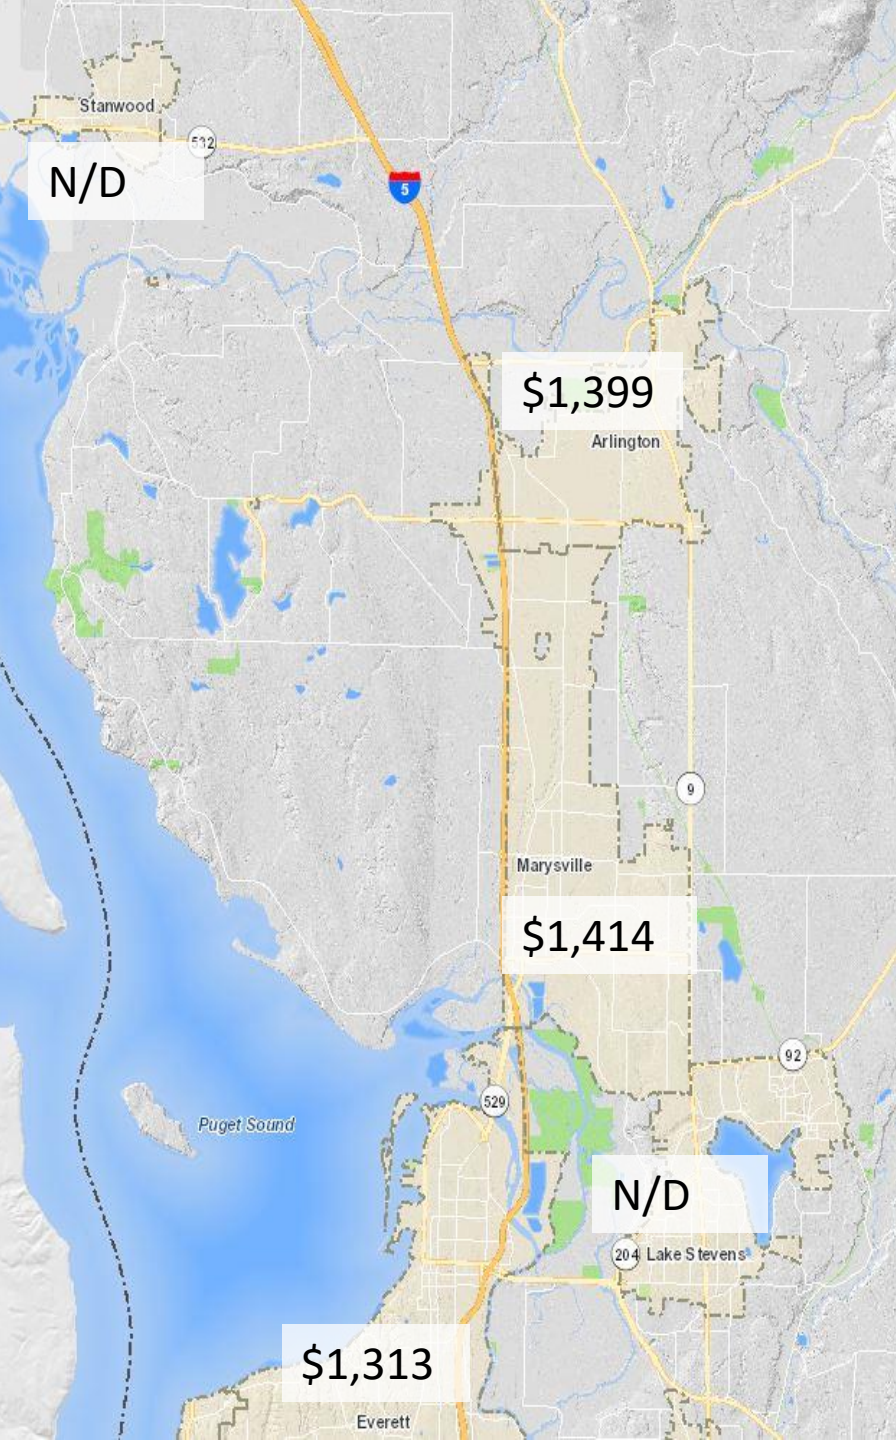 Stanwood
532
N/D
5
$1,399
Arlington
9
Marysville
$1,414
92
529
Puget Sound
N/D
204
Lake Stevens
$1,313
Everett